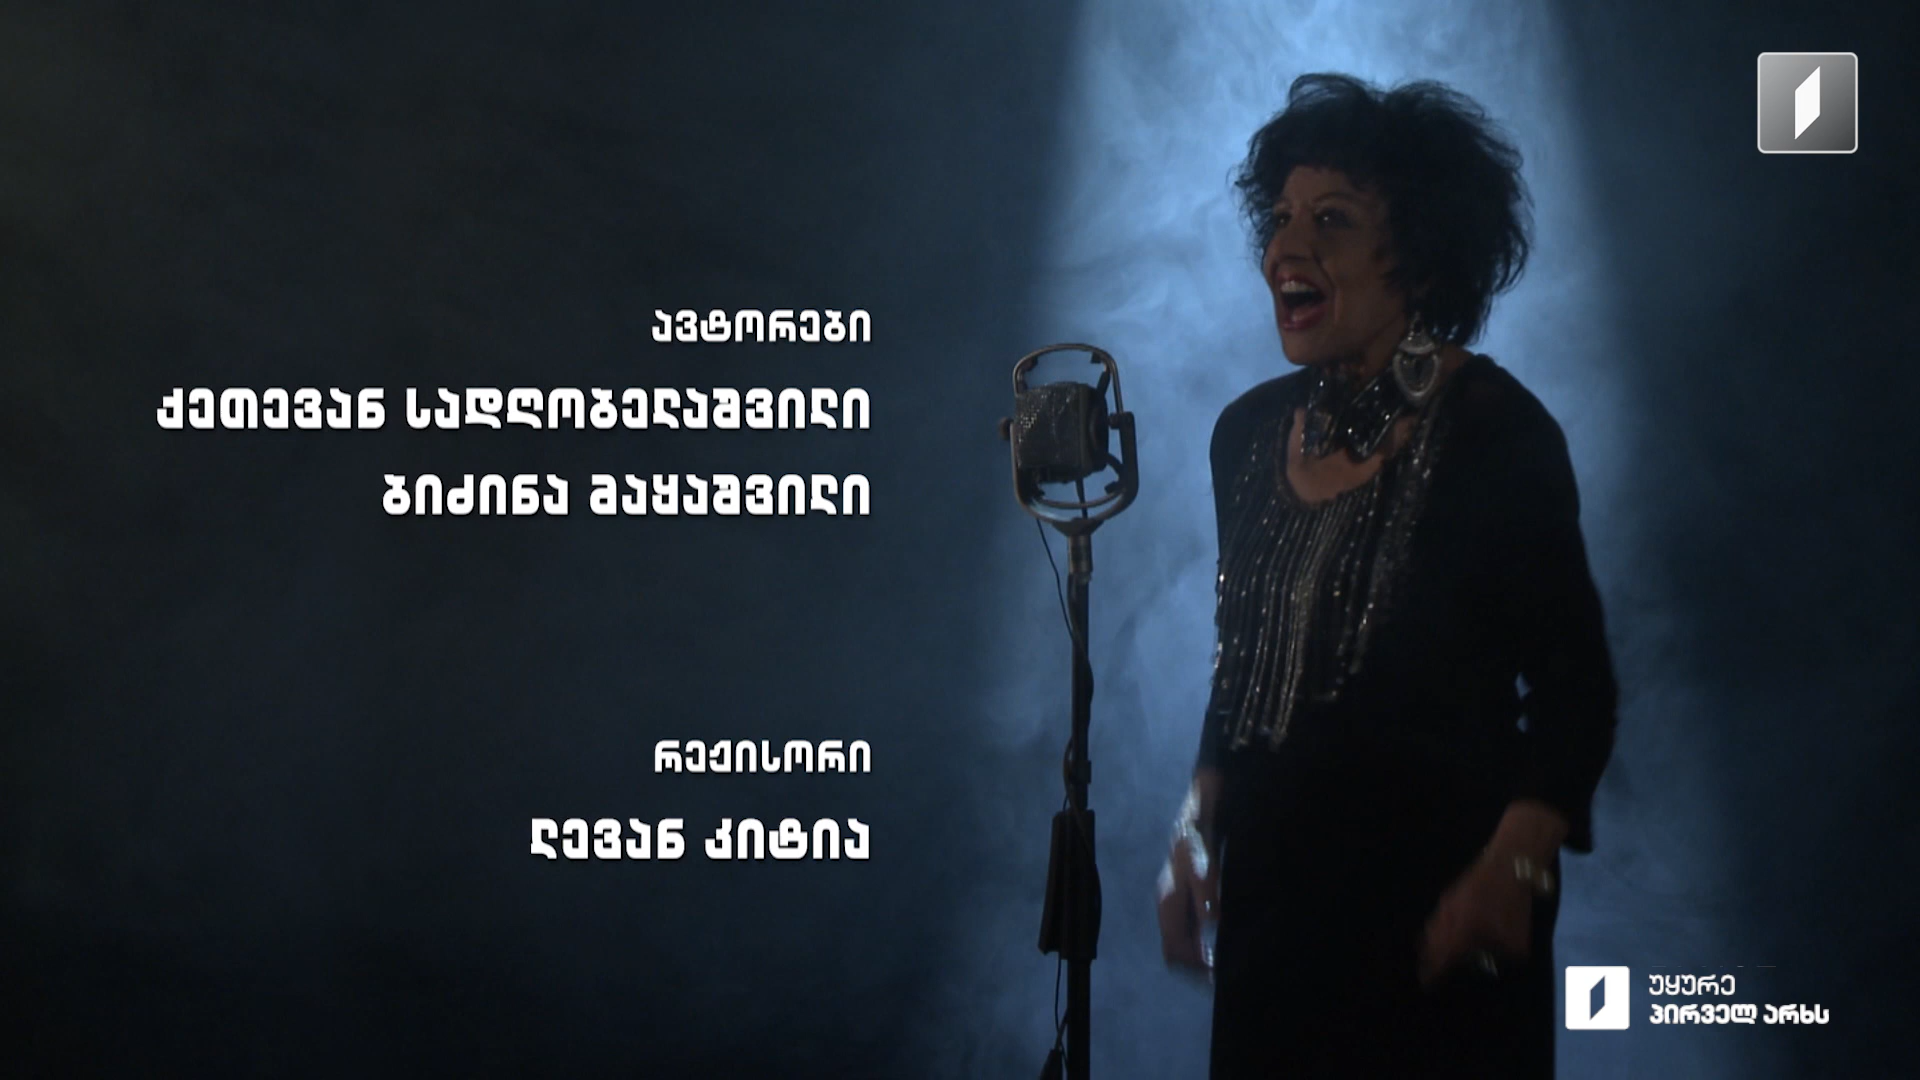 ავტორები
ქეთევან სადღობელაშვილი
ბიძინა მაყაშვილი
რეჟისორი
ლევან კიტია
უყურე
პირველ არხს